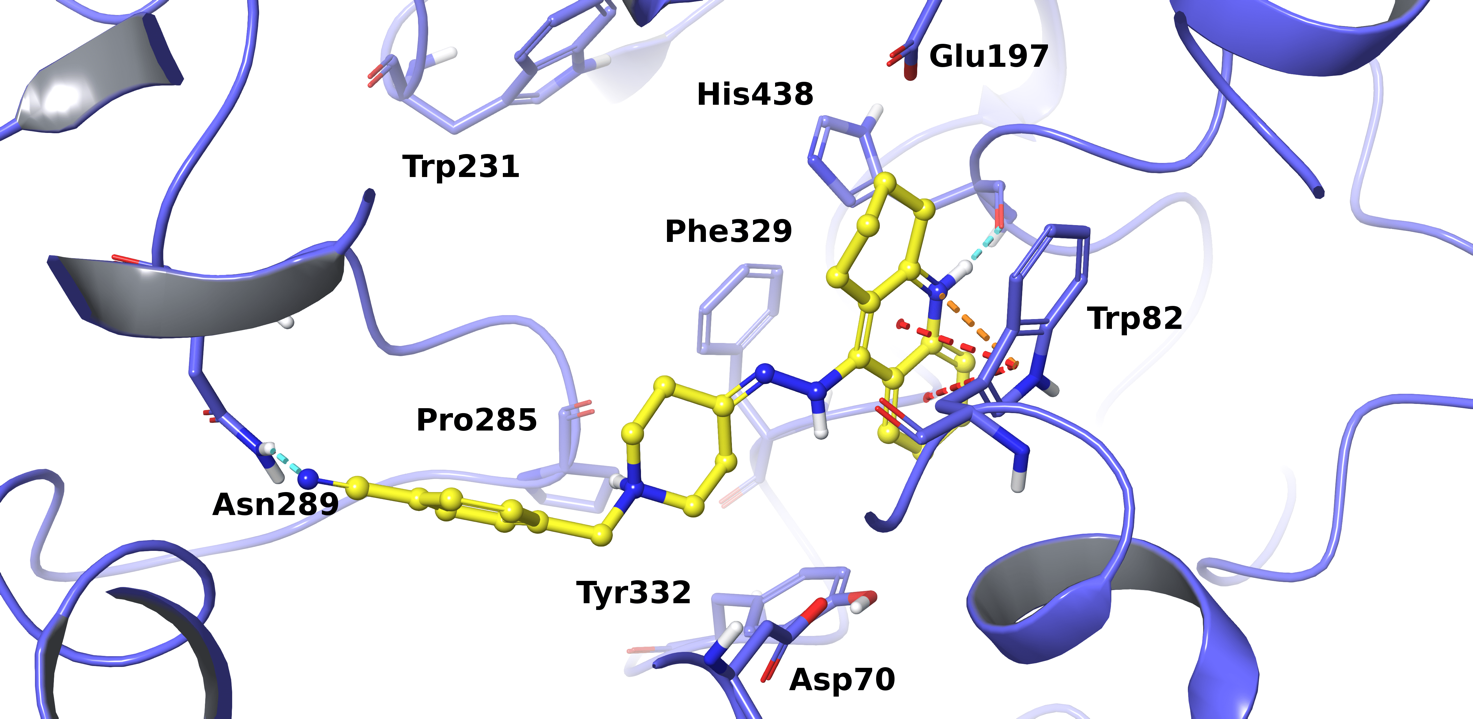 Glu197
His438
Trp231
Phe329
Trp82
Pro285
Asn289
Tyr332
Asp70